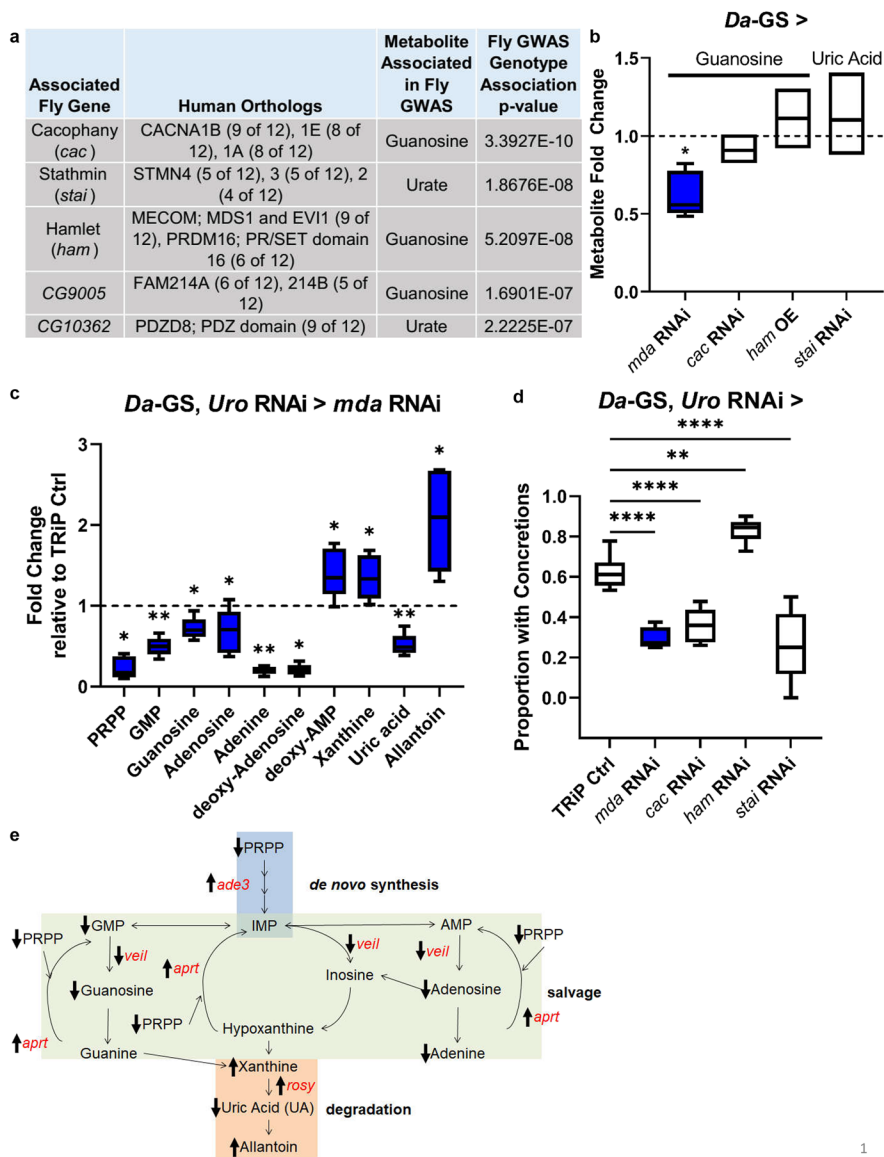 a
Associated Fly Gene
Human Orthologs
Metabolite Associated in Fly GWAS
Fly GWAS Genotype Association p-value
Cacophany (cac)
CACNA1B (9 of 12), 1E (8 of 12), 1A (8 of 12)
Guanosine
3.3927E-10
Stathmin (stai)
STMN4 (5 of 12), 3 (5 of 12), 2 (4 of 12)
Urate
1.8676E-08
Hamlet (ham)
MECOM; MDS1 and EVI1 (9 of 12), PRDM16; PR/SET domain 16 (6 of 12)
Guanosine
5.2097E-08
CG9005
FAM214A (6 of 12), 214B (5 of 12)
Guanosine
1.6901E-07
CG10362
PDZD8; PDZ domain (9 of 12)
Urate
2.2225E-07
b
Da-GS >
Guanosine
Uric Acid
Metabolite Fold Change
1.5
1.0
0.5
0.0
*
mda RNAi
cac RNAi
ham OE
stai RNAi
c
Da-GS, Uro RNAi > mda RNAi
Fold Change
relative to TRiP Ctrl
3
2
1
0
* ** * * ** * * * ** *
PRPP
GMP
Guanosine
Adenosine
Adenine
deoxy-Adenosine
deoxy-AMP
Xanthine
Uric acid
Allantoin
d
Da-GS, Uro RNAi >
****
**
****
****
Proportion with Concretions
1.0
0.8
0.6
0.4
0.2
0.0
TRiP Ctrl
mda RNAi
cac RNAi
ham RNAi
stai RNAi
e
PRPP
ade3
de novo synthesis
GMP
IMP
AMP
PRPP
veil
aprt
veil
veil
PRPP
Inosine
Guanosine
Adenosine
salvage
PRPP
Hypoxanthine
aprt
aprt
Guanine
Adenine
Xanthine
rosy
Uric Acid (UA)
degradation
Allantoin
1